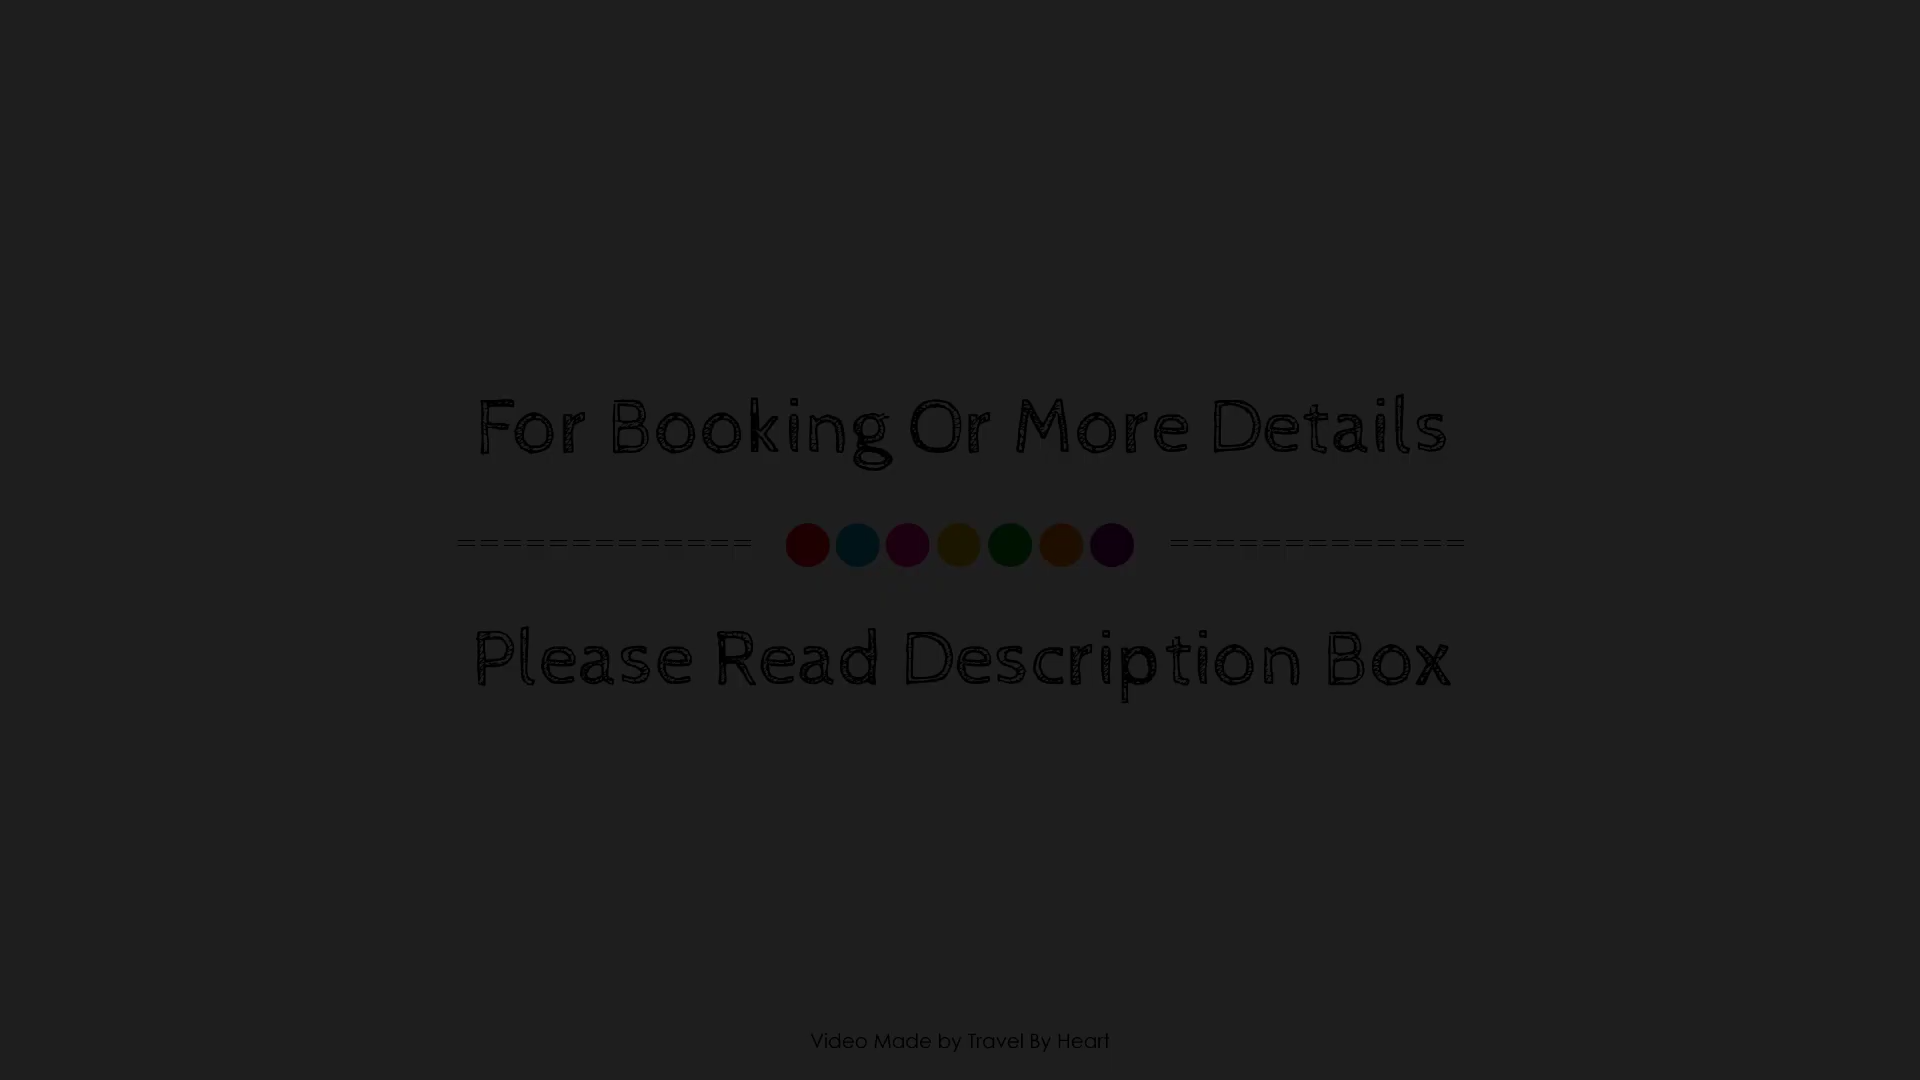 For Booking Or More Details
============= =============
Please Read Description Box
Video Made by Travel By Heart